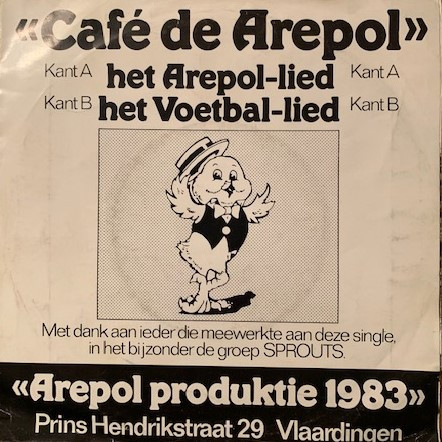 «Café de Arepol»
Kant A het Arepol-lied Kant A
Kant B het Voetbal-lied Kant B
Met dank aan ieder die meewerkte aan deze single,
in het bijzonder de groep SPROUTS.
«Arepol produktie 1983»
Prins Hendrikstraat 29 Vlaardingen